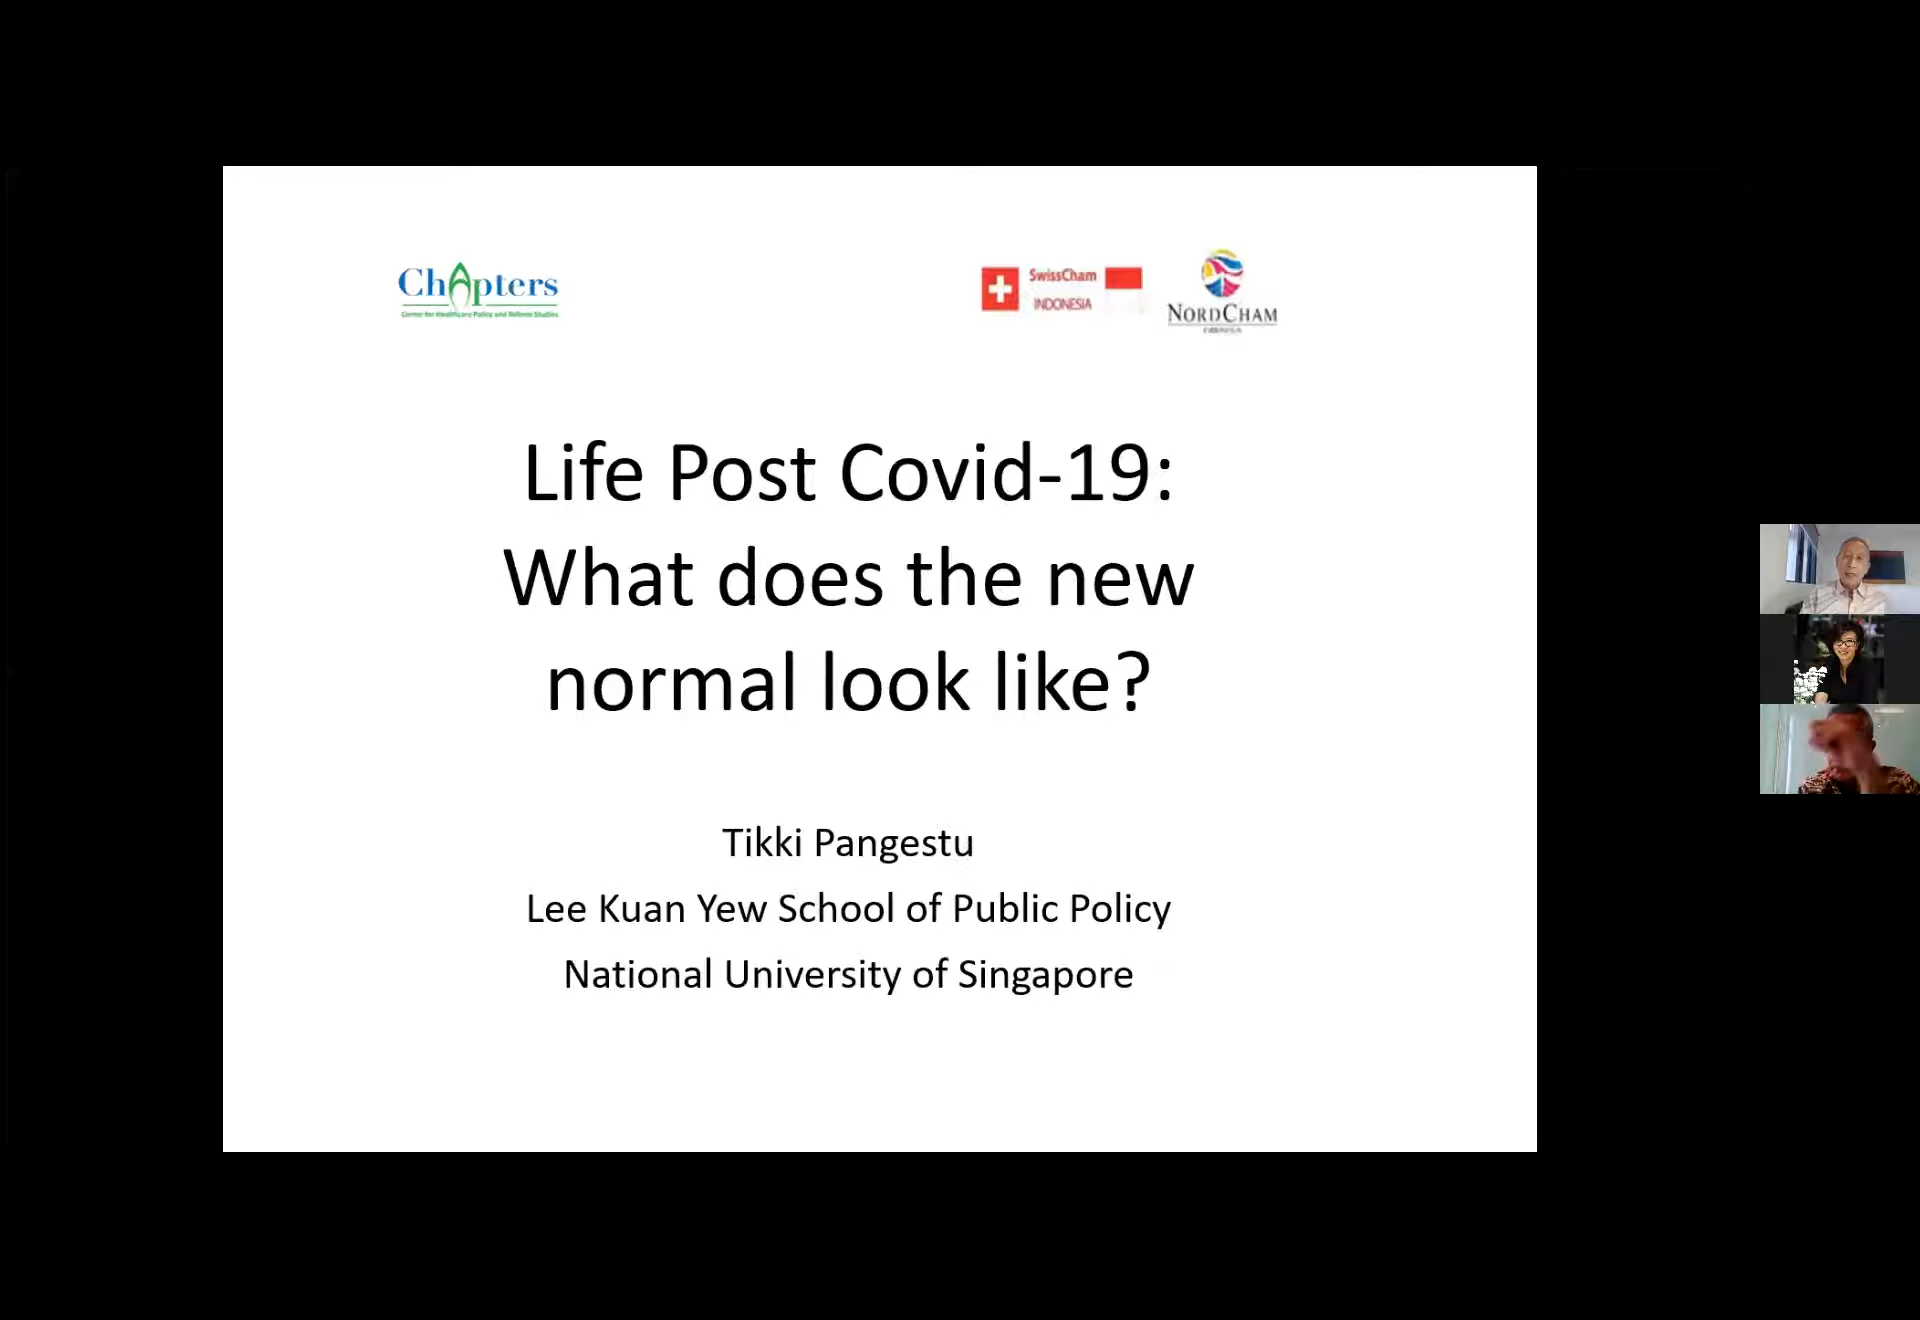 Chapters
Center for Healthcare Policy and Reform Studies
SwissCham
INDONESIA
NORDCHAM
Life Post Covid-19:
What does the new
normal look like?
Tikki Pangestu
Lee Kuan Yew School of Public Policy
National University of Singapore